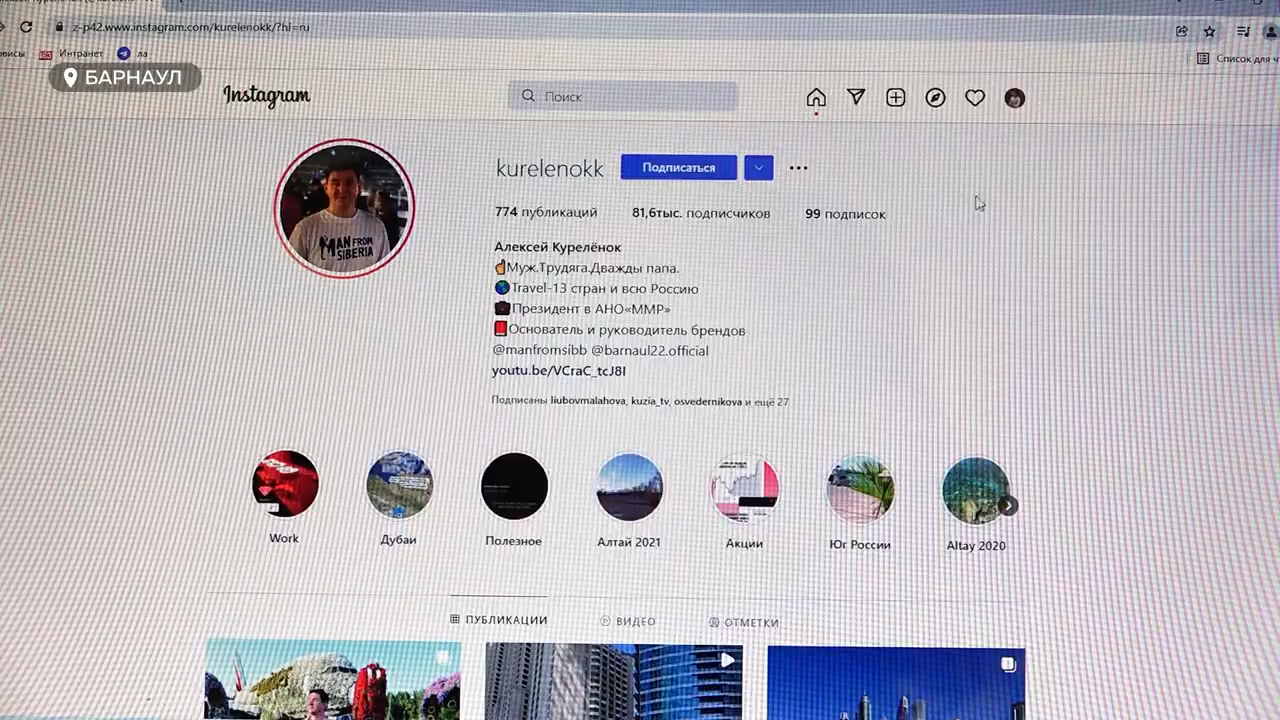 z-p42.www.instagram.com/kurelenokk/?hl=ru
Интранет
ла
Список для ч
БАРНАУЛ
Instagram
Поиск
kurelenokk
Подписаться
774 публикаций 81,6тыс. подписчиков 99 подписок
Алексей Курелёнок
☝Муж.Трудяга.Дважды папа.
🌎Travel-13 стран и всю Россию
💼Президент в АНО«ММР»
📕Основатель и руководитель брендов
@manfromsibb @barnaul22.official
youtu.be/VCraC_tcJ8I
Подписаны liubovmalahova, kuzia_tv, osvedernikova и ещё 27
MAN FROM
SIBERIA
Work Дубаи Полезное Алтай 2021 Акции Юг России Altay 2020
ПУБЛИКАЦИИ ВИДЕО ОТМЕТКИ